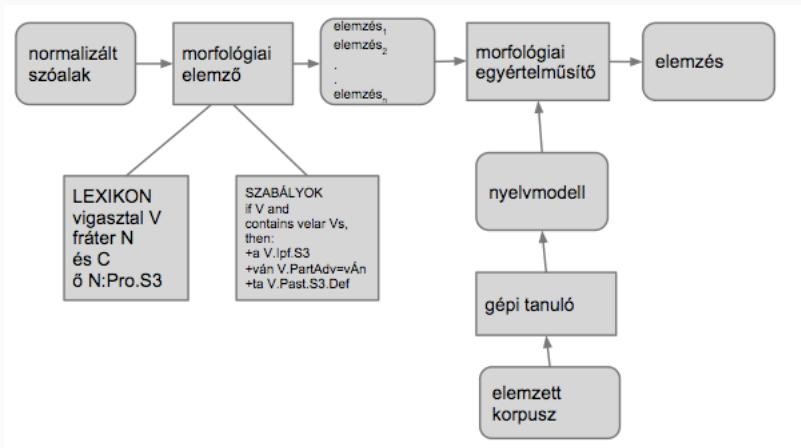 normalizált
szóalak
morfológiai
elemző
elemzés₁
elemzés₂
.
.
elemzésₙ
morfológiai
egyértelműsítő
elemzés
LEXIKON
vigasztal V
fráter N
és C
ő N:Pro.S3
SZABÁLYOK
if V and
contains velar Vs,
then:
+a V.Ipf.S3
+ván V.PartAdv=vÁn
+ta V.Past.S3.Def
nyelvmodell
gépi tanuló
elemzett
korpusz